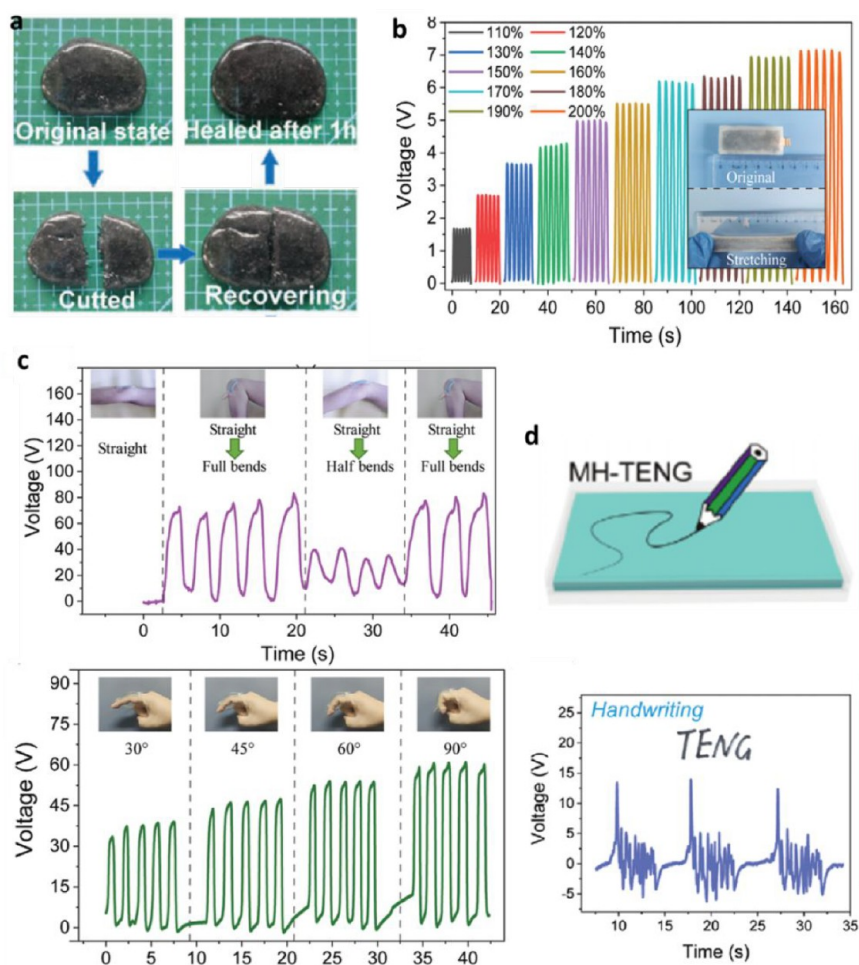 a
Original state
Healed after 1h
Cutted
Recovering
b
Voltage (V)
8
7
6
5
4
3
2
1
0
110% 120%
130% 140%
150% 160%
170% 180%
190% 200%
Original
Stretching
0 20 40 60 80 100 120 140 160
Time (s)
c
Voltage (V)
180
160
140
120
100
80
60
40
20
0
Straight
Straight
Full bends
Straight
Half bends
Straight
Full bends
0 10 20 30 40
Time (s)
d
MH-TENG
Voltage (V)
90
75
60
45
30
15
0
30° 45° 60° 90°
0 5 10 15 20 25 30 35 40
Voltage (V)
25
20
15
10
5
0
-5
Handwriting
TENG
10 15 20 25 30 35
Time (s)